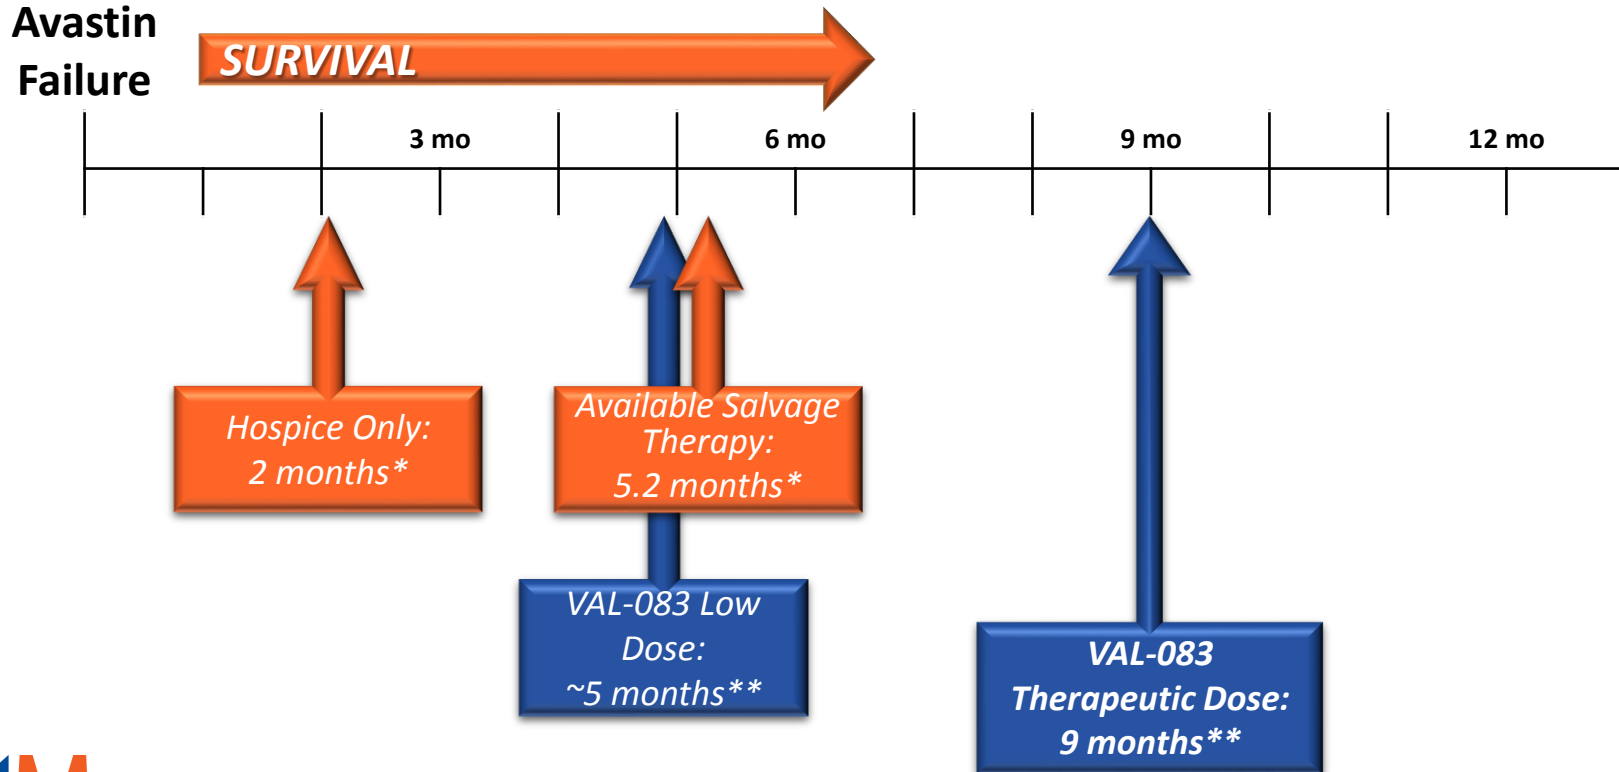 Avastin
Failure
SURVIVAL
3 mo
6 mo
9 mo
12 mo
Hospice Only:
2 months*
Available Salvage
Therapy:
5.2 months*
VAL-083 Low
Dose:
~5 months**
VAL-083
Therapeutic Dose:
9 months**